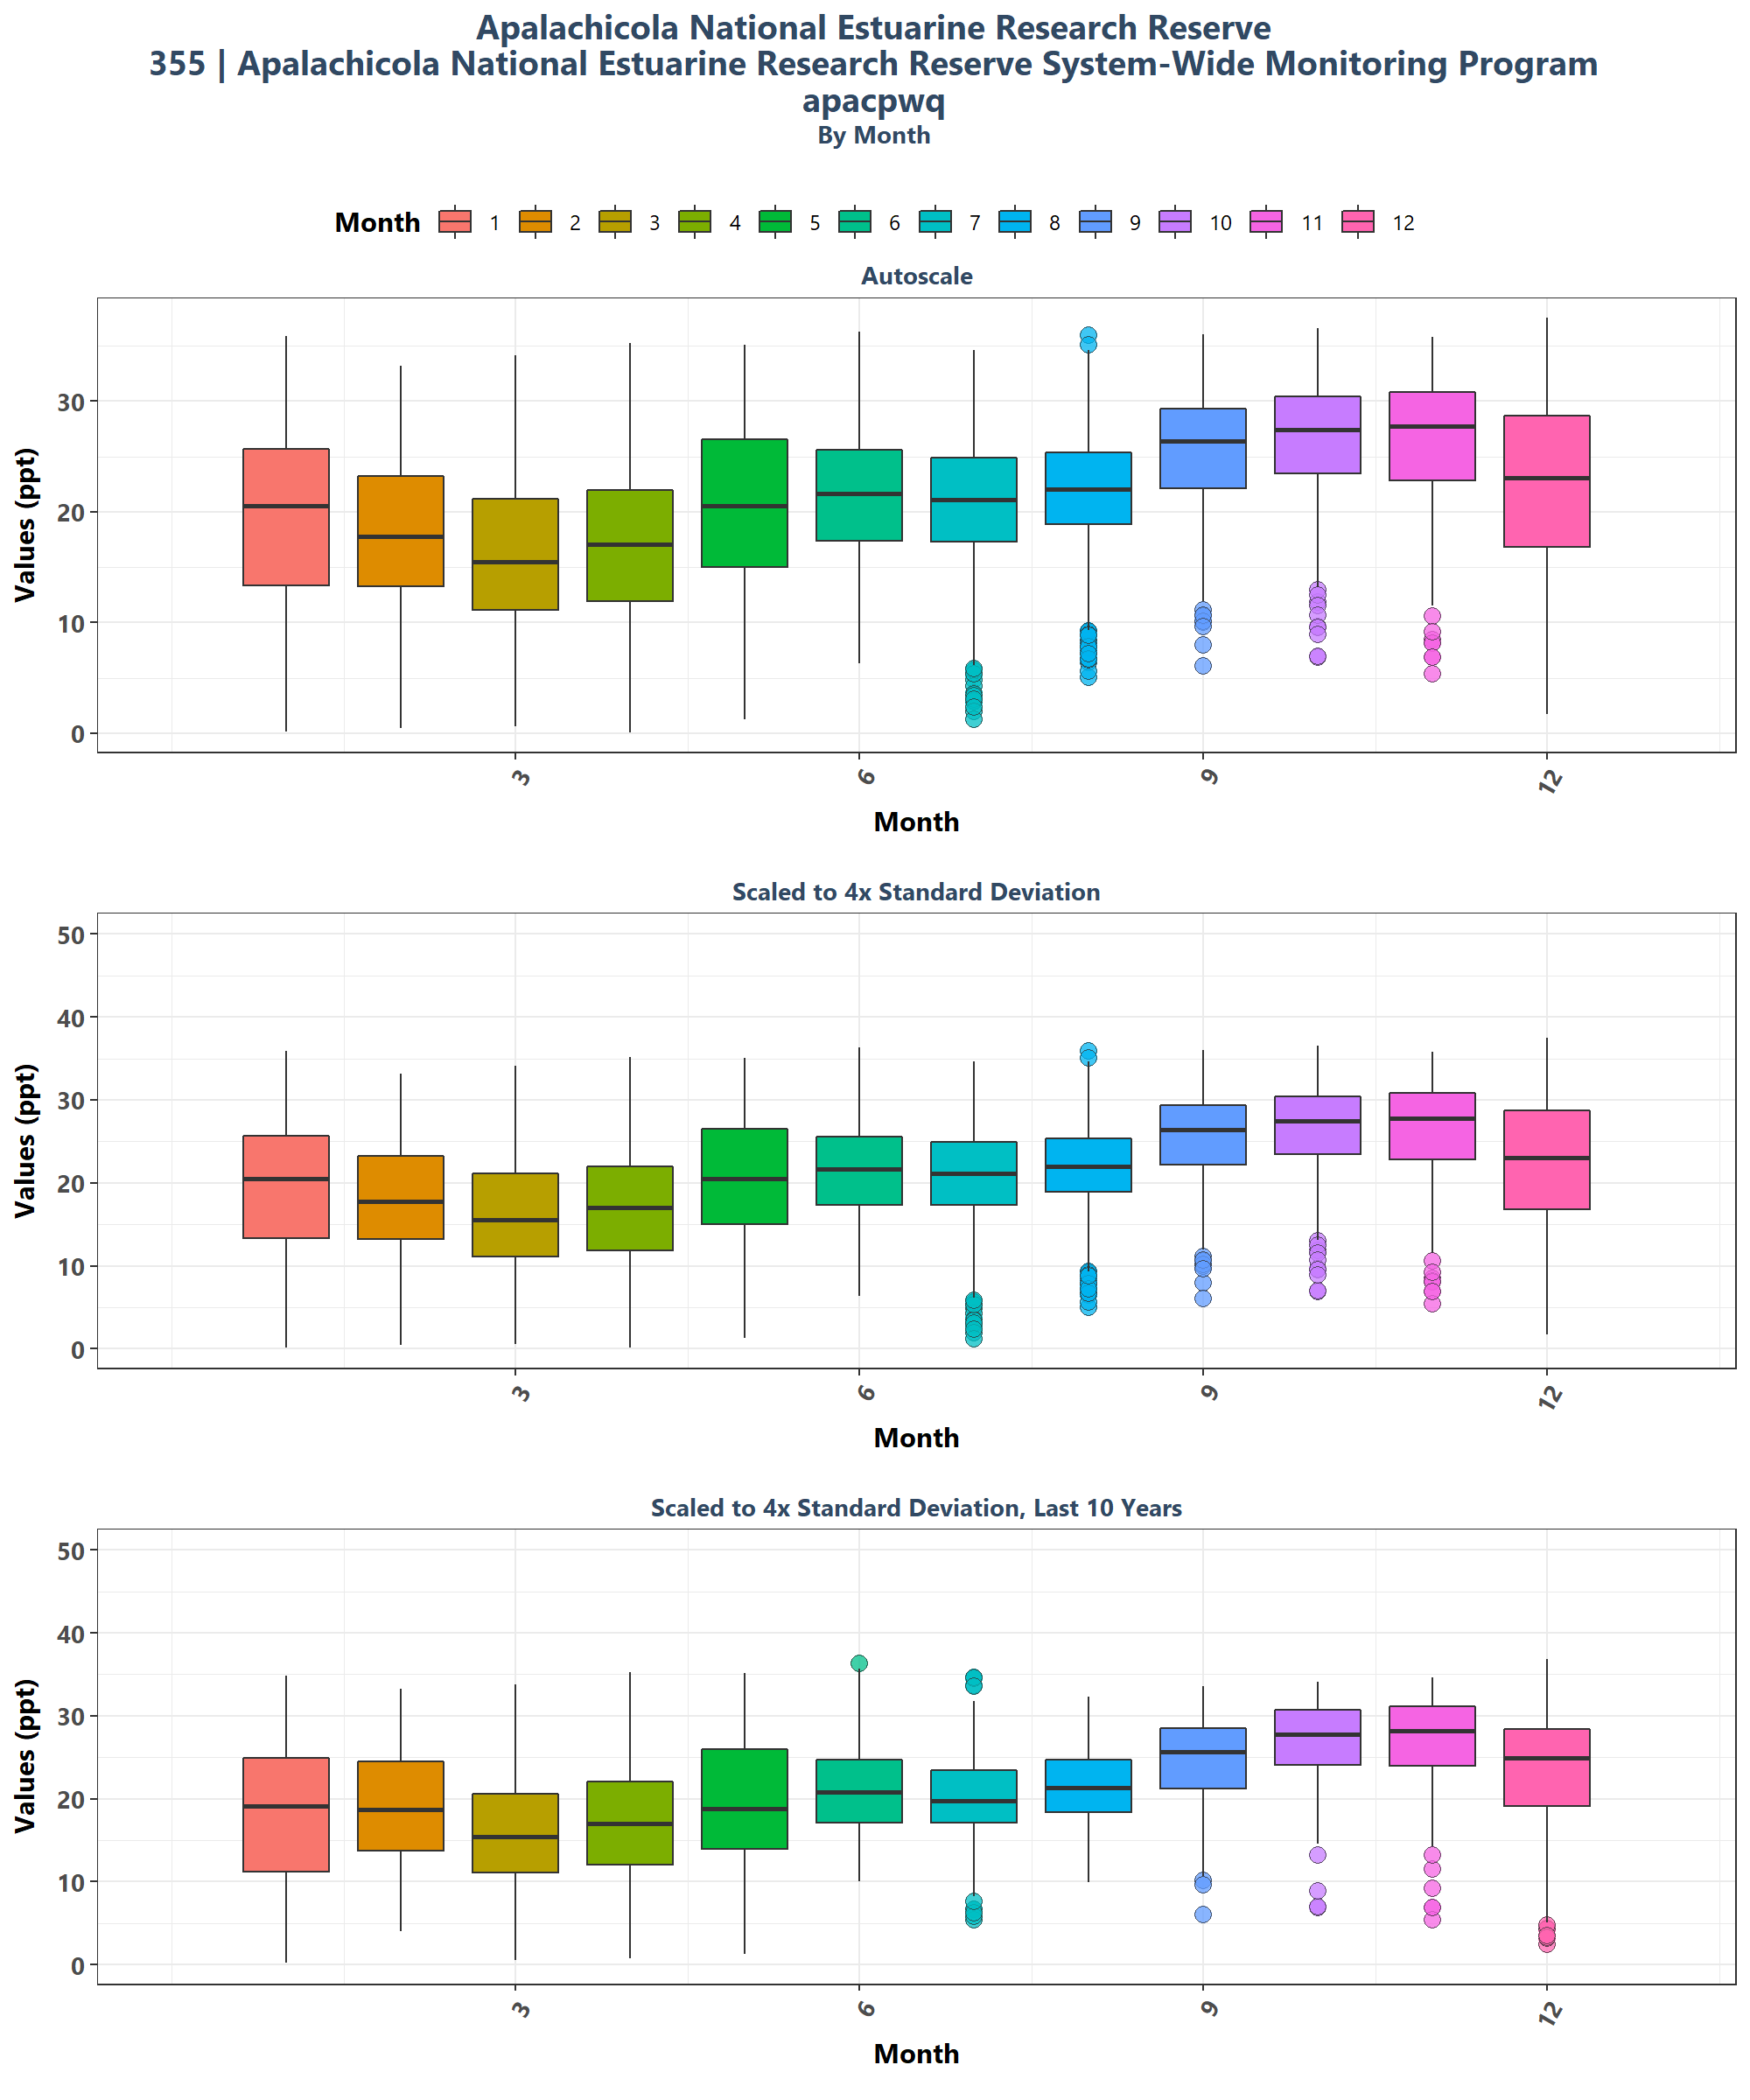 Apalachicola National Estuarine Research Reserve
355 | Apalachicola National Estuarine Research Reserve System-Wide Monitoring Program
apacpwq
By Month
Month 1 2 3 4 5 6 7 8 9 10 11 12
Autoscale
Values (ppt)
30
20
10
0
3 6 9 12
Month
Scaled to 4x Standard Deviation
Values (ppt)
50
40
30
20
10
0
3 6 9 12
Month
Scaled to 4x Standard Deviation, Last 10 Years
Values (ppt)
50
40
30
20
10
0
3 6 9 12
Month